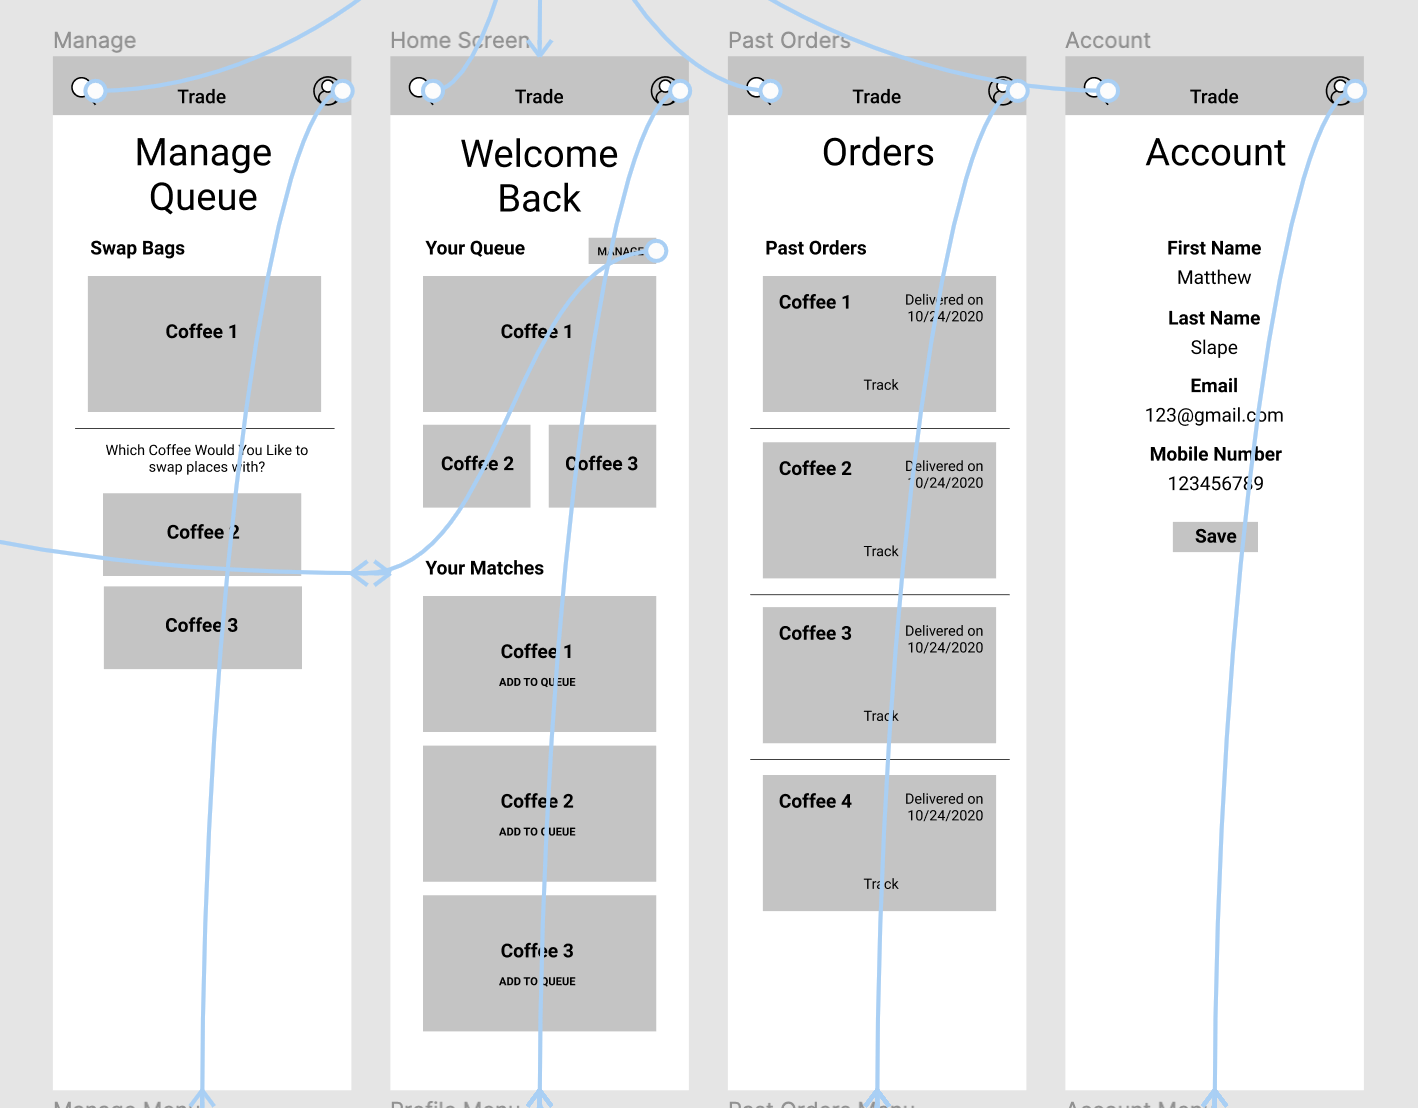 Manage
Trade
Manage
Queue
Swap Bags
Coffee 1
Which Coffee Would You Like to
swap places with?
Coffee 2
Coffee 3
Manage Menu
Home Screen
Trade
Welcome
Back
Your Queue
MANAGE
Coffee 1
Coffee 2
Coffee 3
Your Matches
Coffee 1
ADD TO QUEUE
Coffee 2
ADD TO QUEUE
Coffee 3
ADD TO QUEUE
Profile Menu
Past Orders
Trade
Orders
Past Orders
Coffee 1
Delivered on
10/24/2020
Track
Coffee 2
Delivered on
10/24/2020
Track
Coffee 3
Delivered on
10/24/2020
Track
Coffee 4
Delivered on
10/24/2020
Track
Past Orders Menu
Account
Trade
Account
First Name
Matthew
Last Name
Slape
Email
123@gmail.com
Mobile Number
123456789
Save
Account Menu